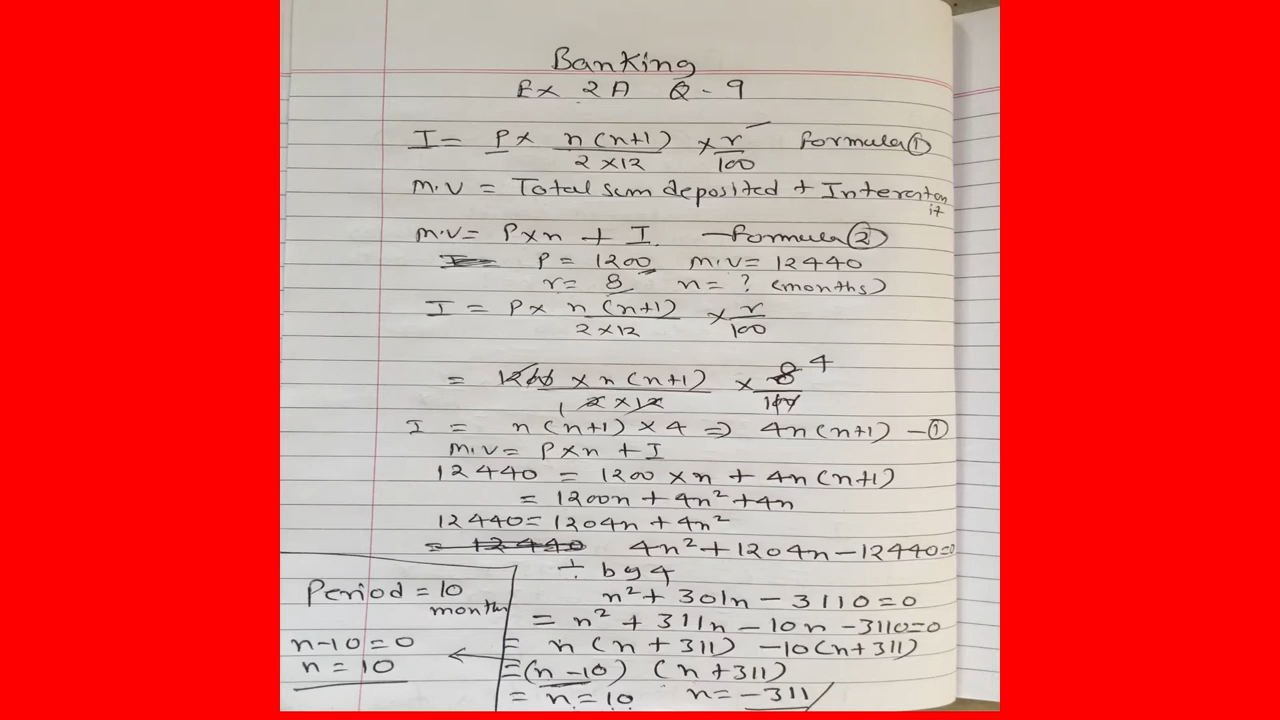 Banking
Ex 2A Q - 9
I = P × n(n+1)/2×12 × r/100 formula ①
M.V = Total sum deposited + Interest on it
M.V = P×n + I. — formula ②
P = 1200 M.V = 12440
r = 8 n = ? (months)
I = P × n(n+1)/2×12 × r/100
= 1200 × n(n+1)/2×12 × 8/100 4
1
I = n(n+1) × 4 ⇒ 4n(n+1) — ①
M.V = P×n + I
12440 = 1200 × n + 4n(n+1)
= 1200n + 4n² + 4n
12440 = 1204n + 4n²
= 12440 4n² + 1204n - 12440 = 0
÷ by 4
n² + 301n - 3110 = 0
= n² + 311n - 10n - 3110 = 0
= n(n + 311) - 10(n + 311)
= (n - 10) (n + 311)
= n = 10 n = -311
Period = 10
months
n - 10 = 0
n = 10